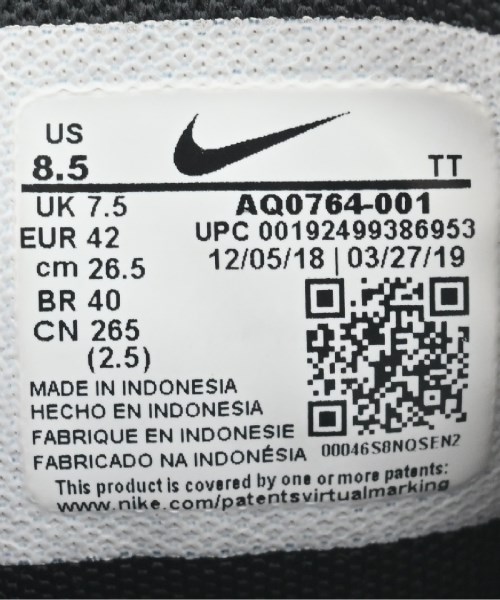 US
8.5
TT
UK 7.5
EUR 42
cm 26.5
BR 40
CN 265
(2.5)
AQ0764-001
UPC 00192499386953
12/05/18 | 03/27/19
00046S8NOSEN2
MADE IN INDONESIA
HECHO EN INDONESIA
FABRIQUE EN INDONESIE
FABRICADO NA INDONÉSIA
This product is covered by one or more patents:
www.nike.com/patentsvirtualmarking